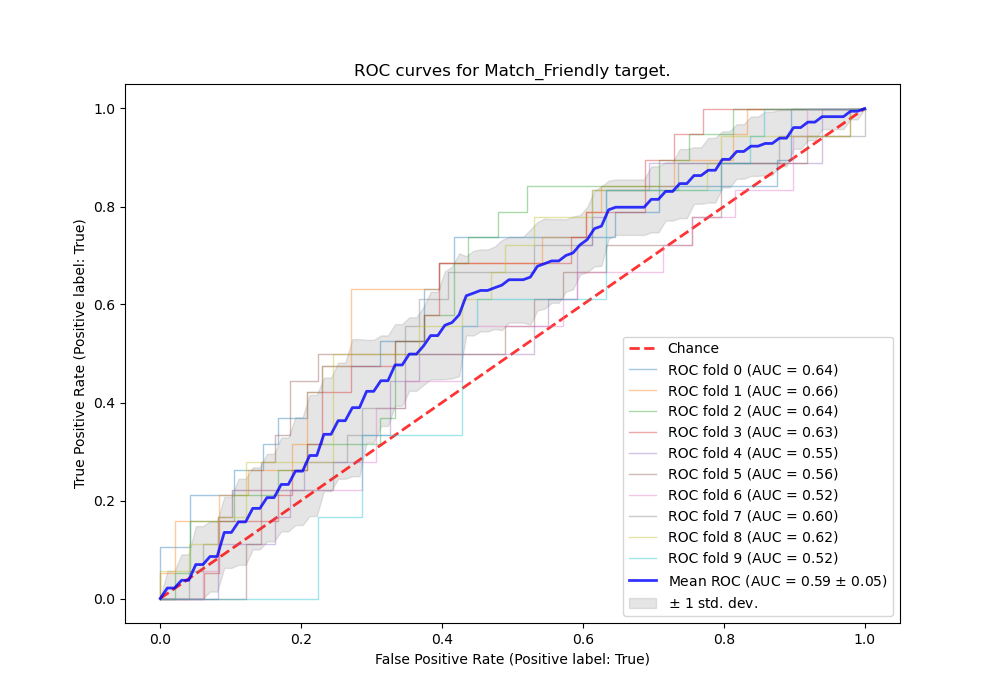 ROC curves for Match_Friendly target.
True Positive Rate (Positive label: True)
1.0
0.8
0.6
0.4
0.2
0.0
Chance
ROC fold 0 (AUC = 0.64)
ROC fold 1 (AUC = 0.66)
ROC fold 2 (AUC = 0.64)
ROC fold 3 (AUC = 0.63)
ROC fold 4 (AUC = 0.55)
ROC fold 5 (AUC = 0.56)
ROC fold 6 (AUC = 0.52)
ROC fold 7 (AUC = 0.60)
ROC fold 8 (AUC = 0.62)
ROC fold 9 (AUC = 0.52)
Mean ROC (AUC = 0.59 ± 0.05)
± 1 std. dev.
0.0 0.2 0.4 0.6 0.8 1.0
False Positive Rate (Positive label: True)